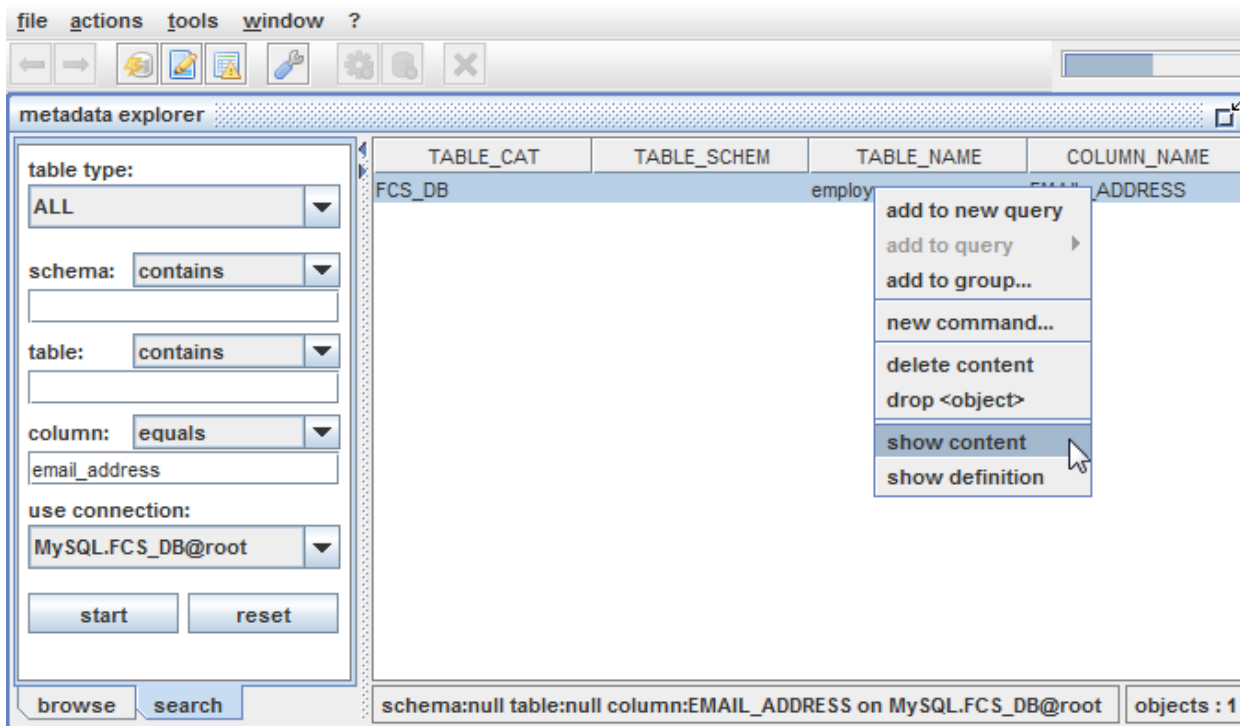 file actions tools window ?
metadata explorer
table type:
ALL
schema: contains
table: contains
column: equals
email_address
use connection:
MySQL.FCS_DB@root
start reset
browse search
TABLE_CAT TABLE_SCHEM TABLE_NAME COLUMN_NAME
FCS_DB employ ADDRESS
add to new query
add to query
add to group...
new command...
delete content
drop <object>
show content
show definition
schema:null table:null column:EMAIL_ADDRESS on MySQL.FCS_DB@root objects : 1